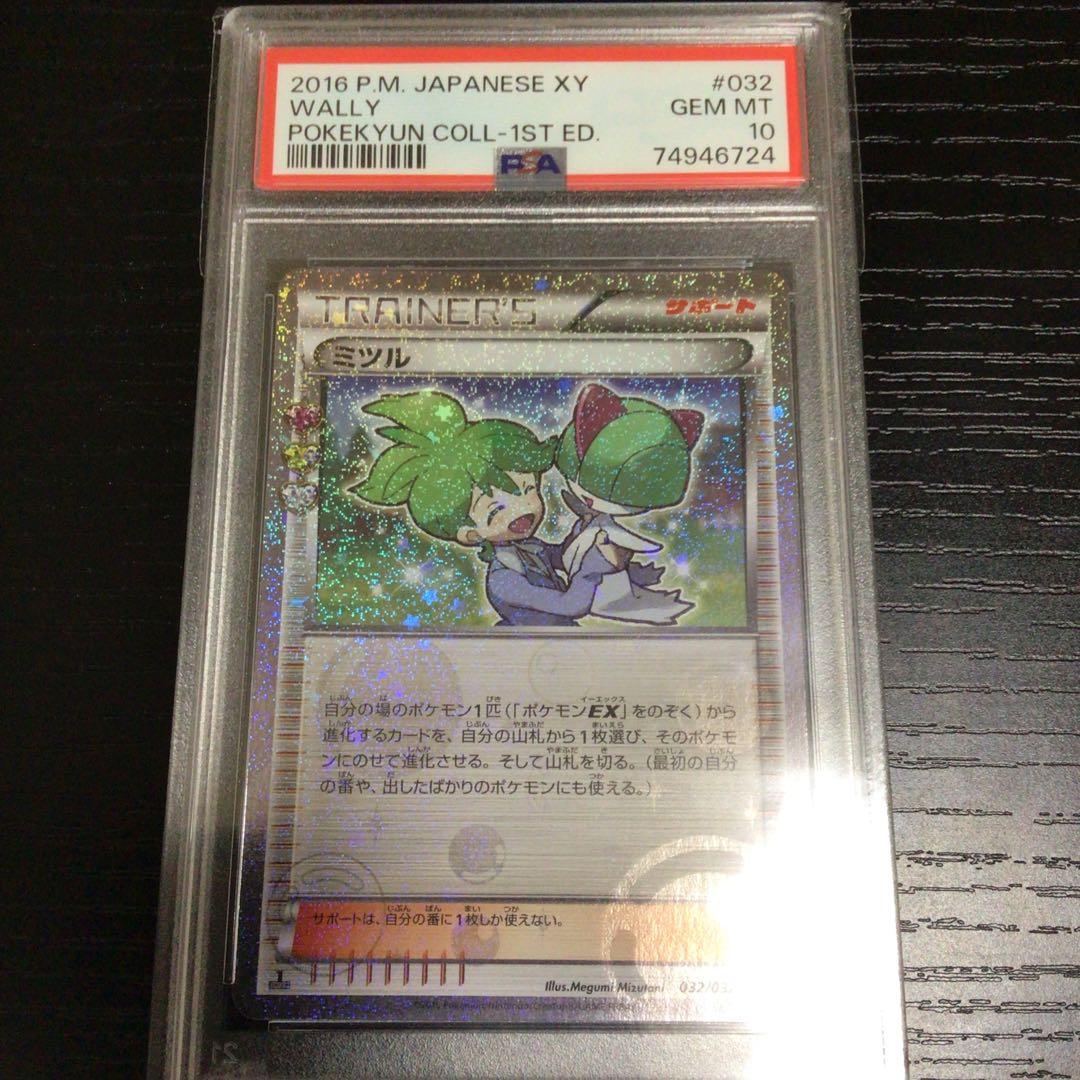 2016 P.M. JAPANESE XY #032
WALLY GEM MT
POKEKYUN COLL-1ST ED. 10
PSA 74946724
TRAINER'S サポート
ミツル
自分の場のポケモン1匹(「ポケモンEX」をのぞく)から
進化するカードを、自分の山札から1枚選び、そのポケモ
ンにのせて進化させる。そして山札を切る。(最初の自分
の番や、出したばかりのポケモンにも使える。)
サポートは、自分の番に1枚しか使えない。
Illus.Megumi Mizutani 032/03